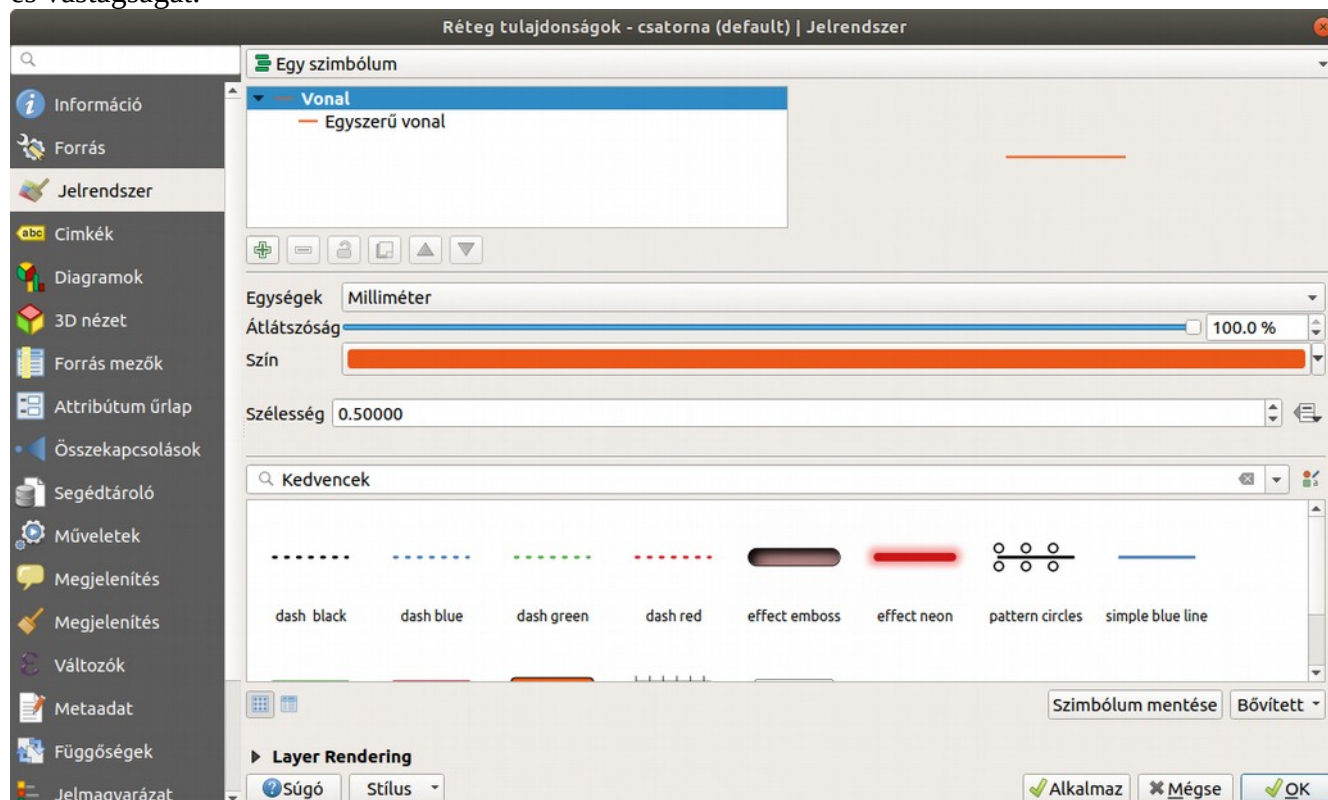 és vastagságát.
Réteg tulajdonságok - csatorna (default) | Jelrendszer
Egy szimbólum
Információ
Forrás
Jelrendszer
abc Cimkék
Diagramok
3D nézet
Forrás mezők
Attribútum űrlap
Összekapcsolások
Segédtároló
Műveletek
Megjelenítés
Megjelenítés
Változók
Metaadat
Függőségek
Jelmagyarázat
Vonal
Egyszerű vonal
Egységek Milliméter
Átlátszóság 100.0 %
Szín
Szélesség 0.50000
Kedvencek
dash black dash blue dash green dash red effect emboss effect neon pattern circles simple blue line
Szimbólum mentése Bővített
Layer Rendering
Súgó Stílus Alkalmaz Mégse OK